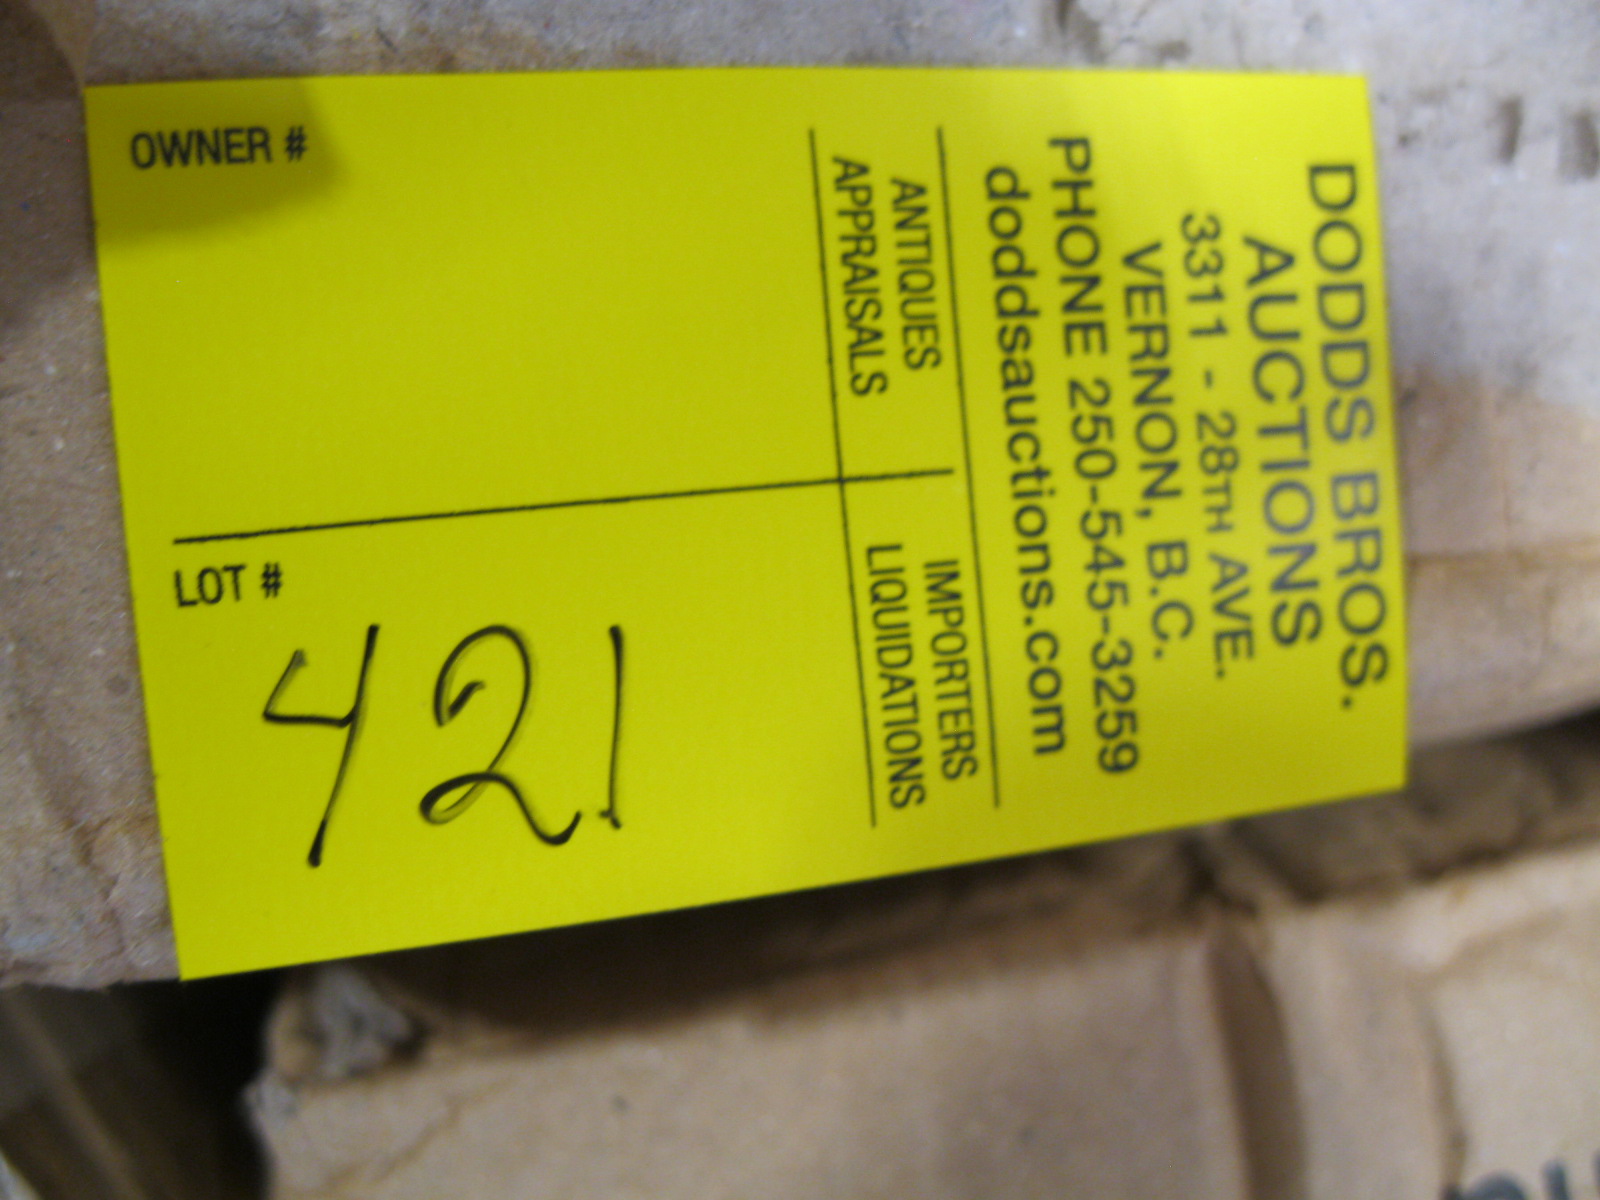 DODDS BROS.
AUCTIONS
3311 - 28TH AVE.
VERNON, B.C.
PHONE 250-545-3259
doddsauctions.com
ANTIQUES
APPRAISALS
IMPORTERS
LIQUIDATIONS
OWNER #
LOT #
421